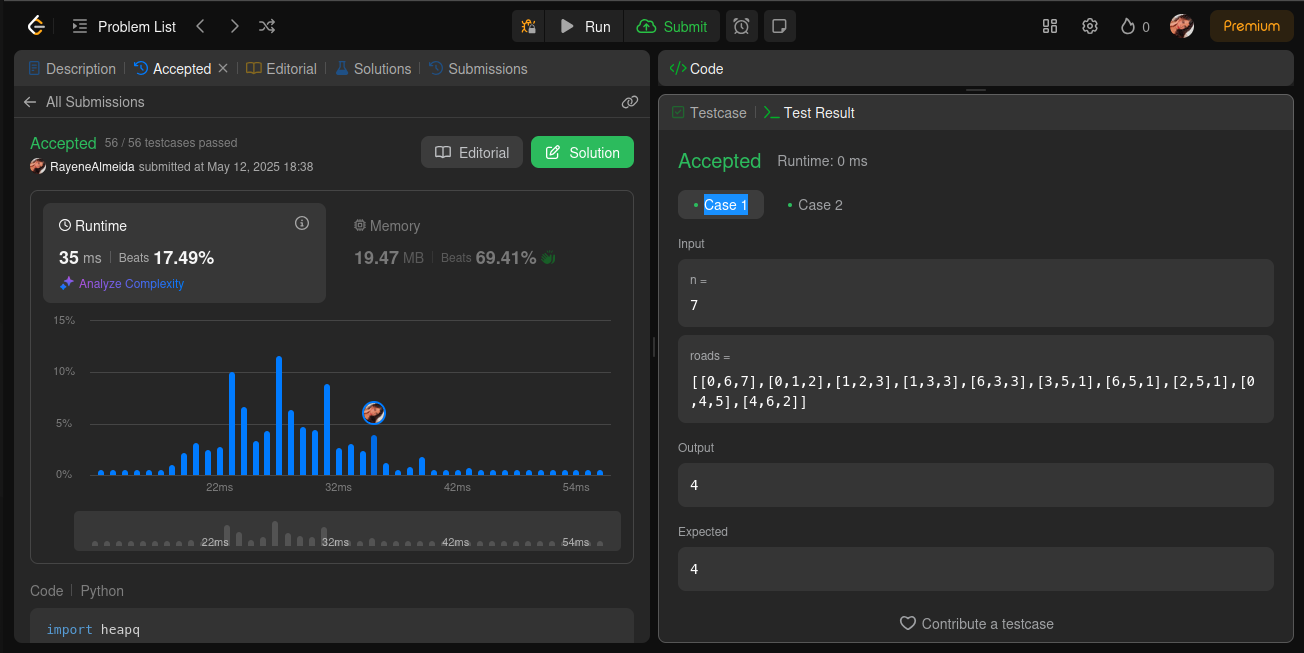 Problem List
Run
Submit
0
Premium
Description
Accepted
Editorial
Solutions
Submissions
All Submissions
Accepted 56 / 56 testcases passed
RayeneAlmeida submitted at May 12, 2025 18:38
Editorial
Solution
Runtime
35 ms Beats 17.49%
Analyze Complexity
Memory
19.47 MB Beats 69.41%
15%
10%
5%
0%
22ms 32ms 42ms 54ms
22ms 32ms 42ms 54ms
Code Python
import heapq
</> Code
Testcase
>_ Test Result
Accepted Runtime: 0 ms
• Case 1 • Case 2
Input
n =
7
roads =
[[0,6,7],[0,1,2],[1,2,3],[1,3,3],[6,3,3],[3,5,1],[6,5,1],[2,5,1],[0
,4,5],[4,6,2]]
Output
4
Expected
4
Contribute a testcase